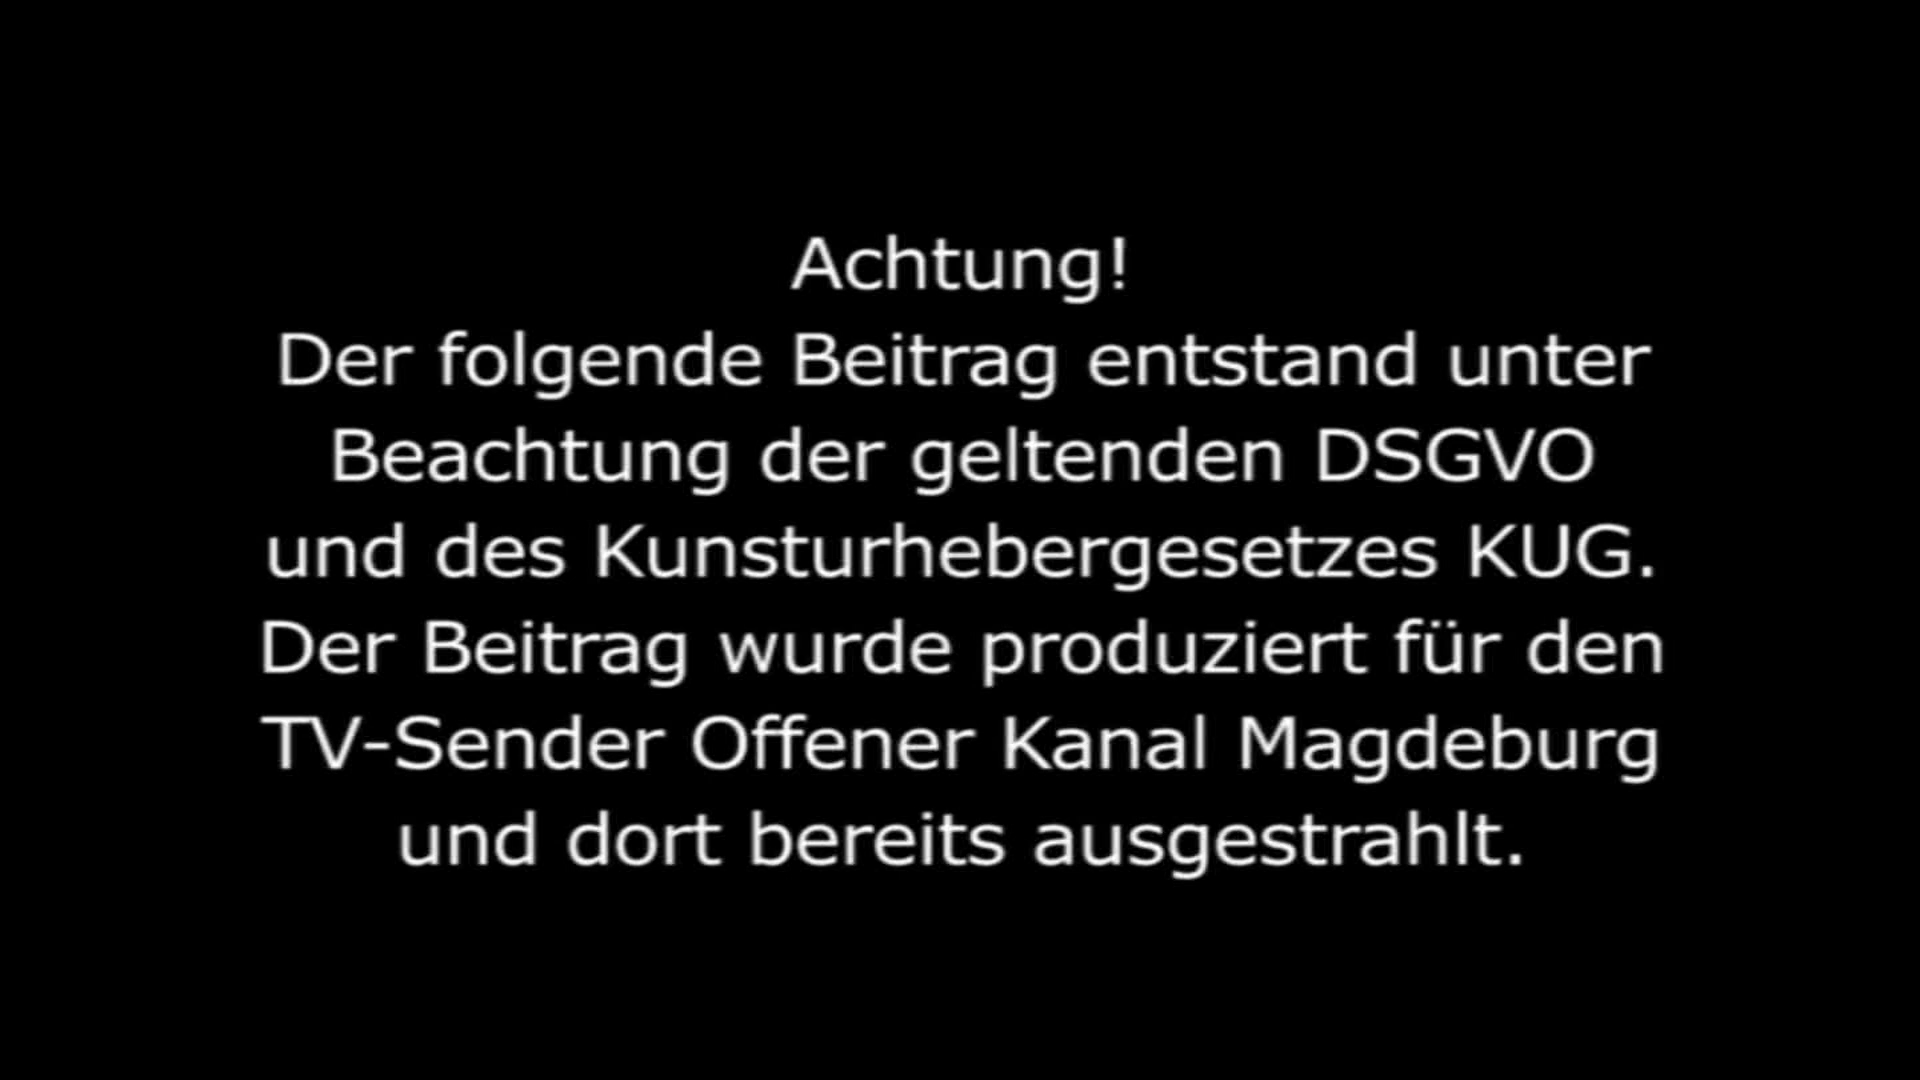 Achtung!
Der folgende Beitrag entstand unter
Beachtung der geltenden DSGVO
und des Kunsturhebergesetzes KUG.
Der Beitrag wurde produziert für den
TV-Sender Offener Kanal Magdeburg
und dort bereits ausgestrahlt.